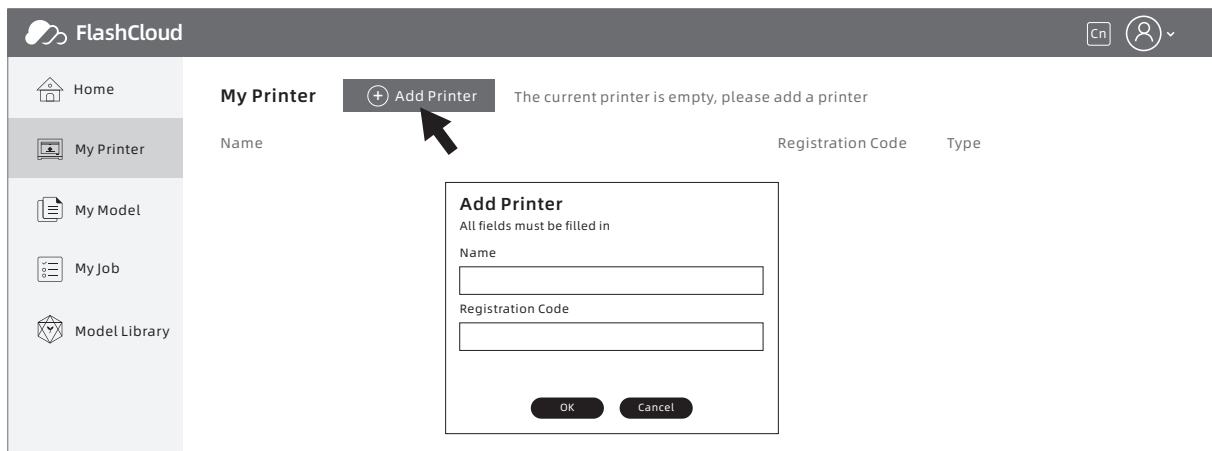 FlashCloud
Cn
Home
My Printer
My Model
My Job
Model Library
My Printer
Add Printer
The current printer is empty, please add a printer
Name
Registration Code
Type
Add Printer
All fields must be filled in
Name
Registration Code
OK
Cancel